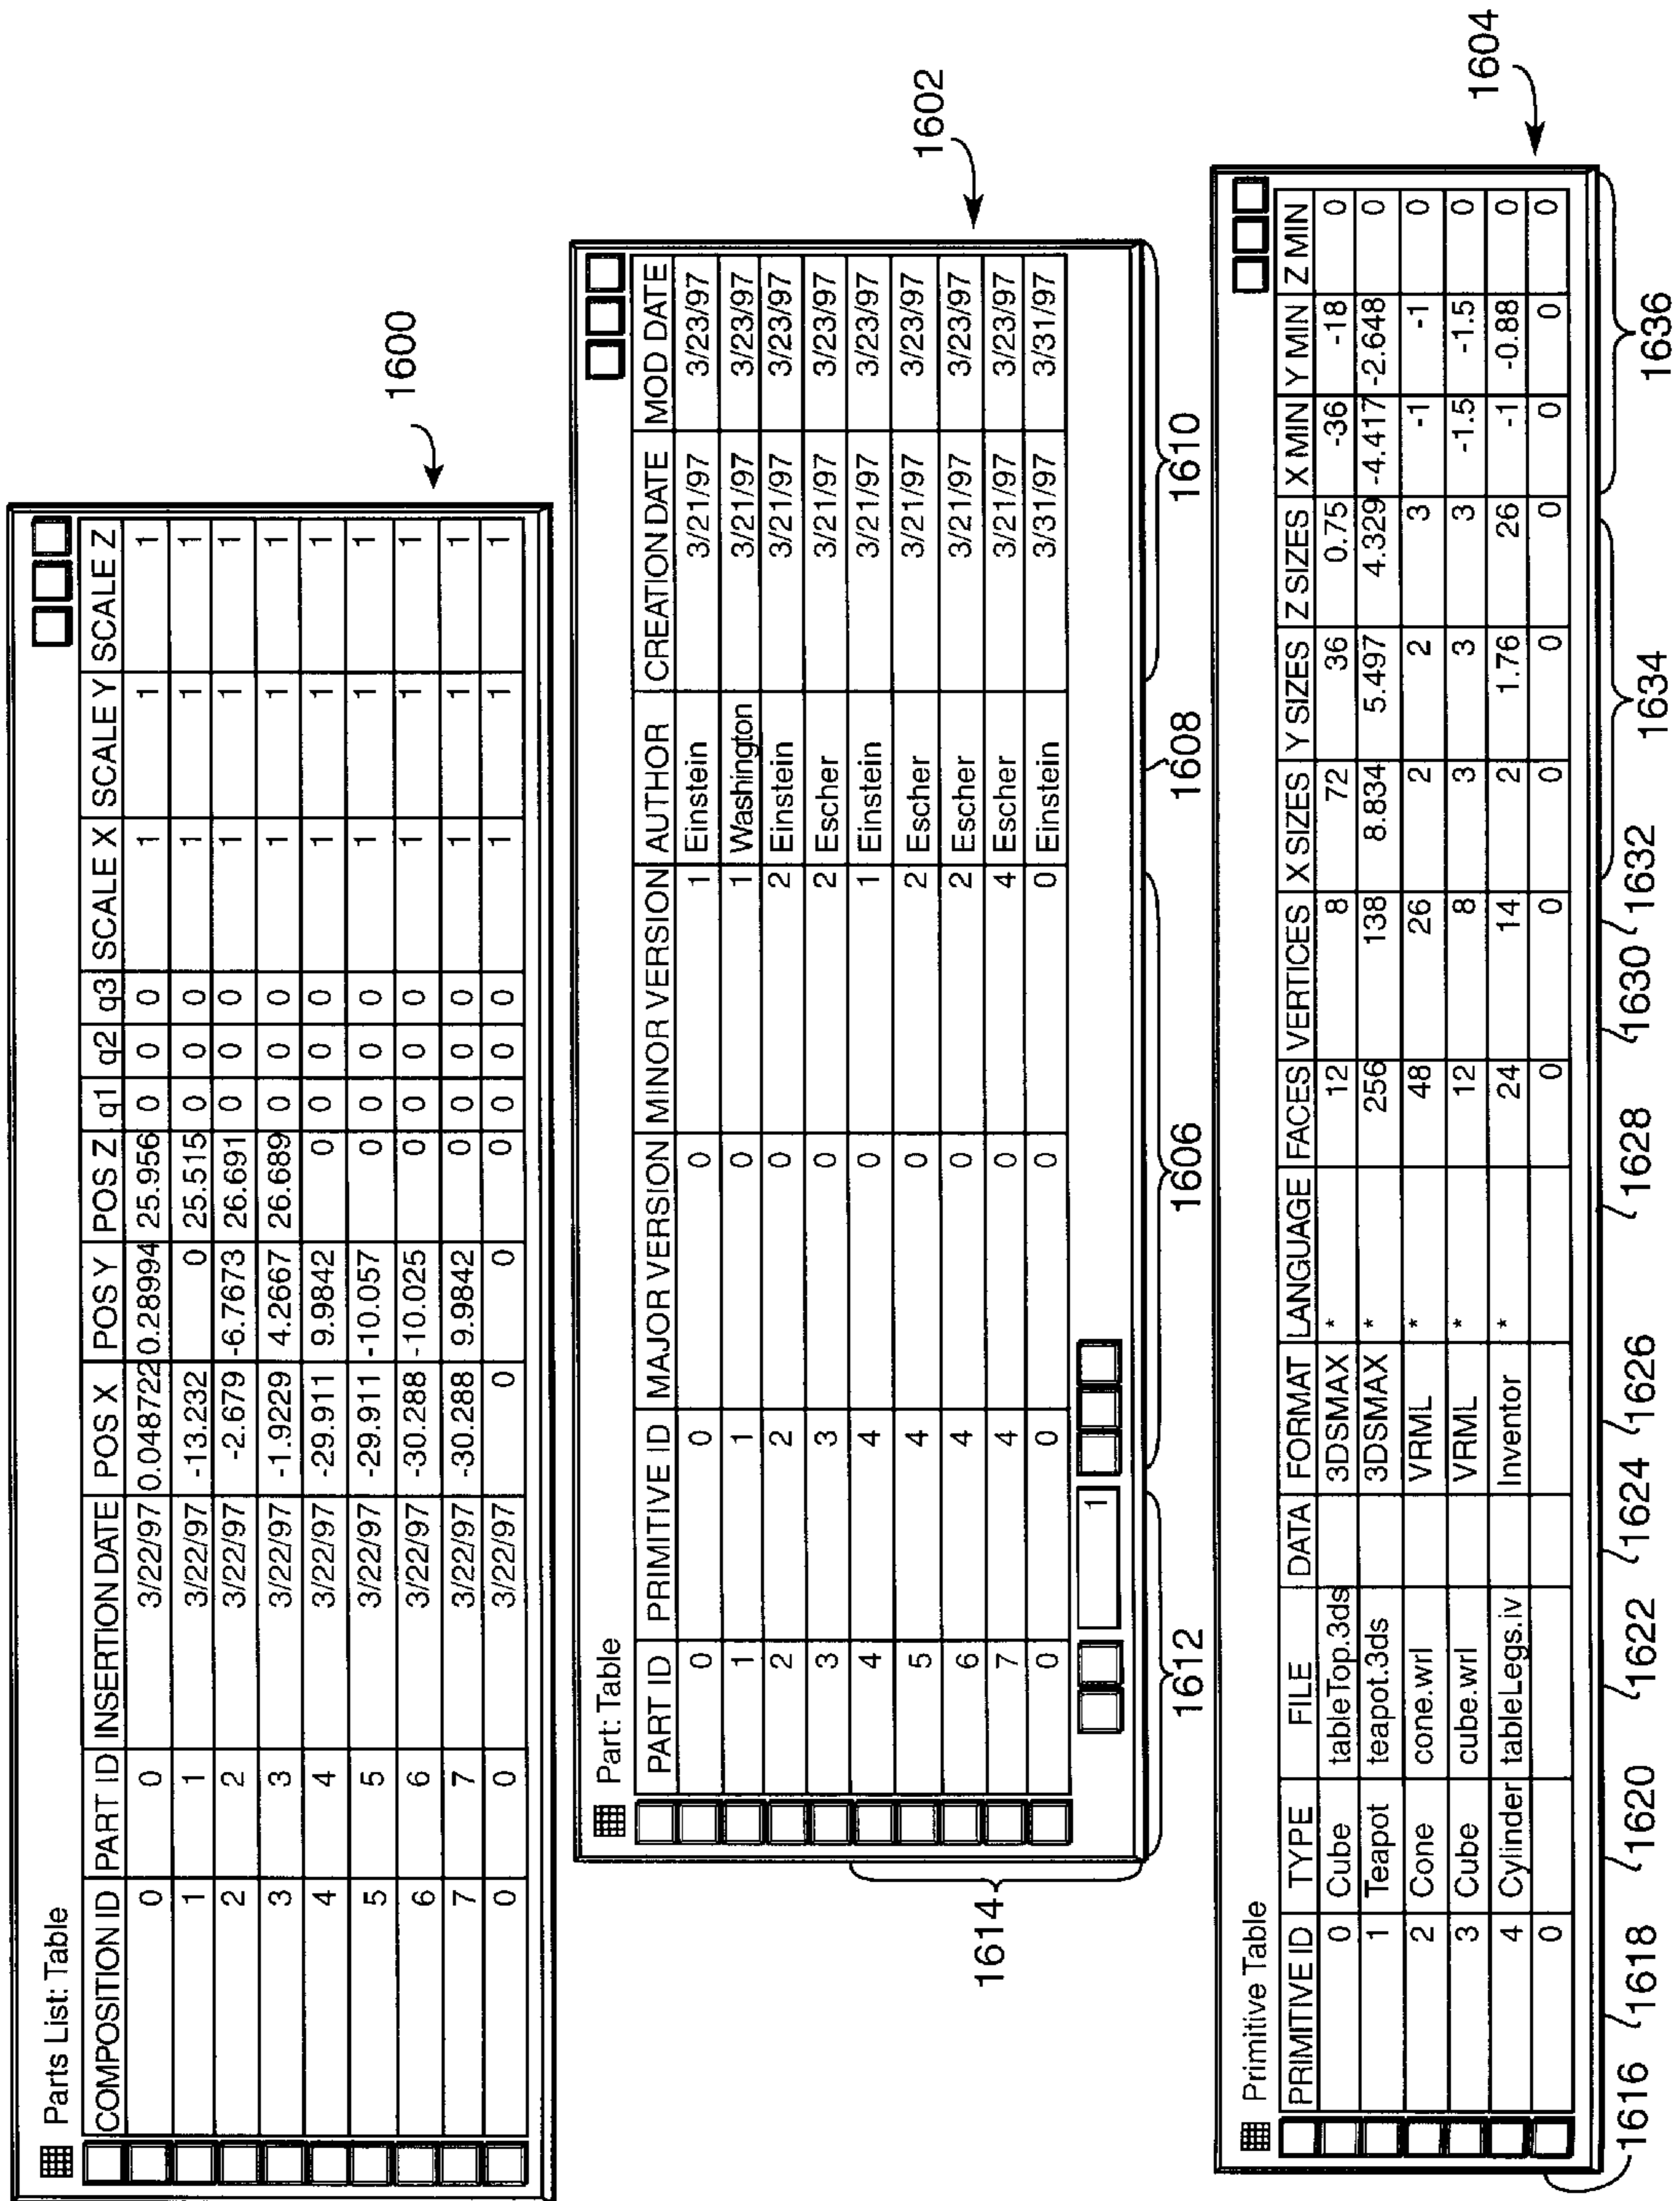 Parts List: Table
COMPOSITION ID PART ID INSERTION DATE POS X POS Y POS Z q1 q2 q3 SCALE X SCALE Y SCALE Z
0 0 3/22/97 0.048722 0.28994 25.956 0 0 0 1 1 1
1 1 3/22/97 -13.232 0 25.515 0 0 0 1 1 1
2 2 3/22/97 -2.679 -6.7673 26.691 0 0 0 1 1 1
3 3 3/22/97 -1.9229 4.2667 26.689 0 0 0 1 1 1
4 4 3/22/97 -29.911 9.9842 0 0 0 0 1 1 1
5 5 3/22/97 -29.911 -10.057 0 0 0 0 1 1 1
6 6 3/22/97 -30.288 -10.025 0 0 0 0 1 1 1
7 7 3/22/97 -30.288 9.9842 0 0 0 0 1 1 1
0 0 3/22/97 0 0 0 0 0 0 1 1 1
1600
Part: Table
PART ID PRIMITIVE ID MAJOR VERSION MINOR VERSION AUTHOR CREATION DATE MOD DATE
0 0 0 1 Einstein 3/21/97 3/23/97
1 1 0 1 Washington 3/21/97 3/23/97
2 2 0 2 Einstein 3/21/97 3/23/97
3 3 0 2 Escher 3/21/97 3/23/97
4 4 0 1 Einstein 3/21/97 3/23/97
5 4 0 2 Escher 3/21/97 3/23/97
6 4 0 2 Escher 3/21/97 3/23/97
7 4 0 4 Escher 3/21/97 3/23/97
0 0 0 0 Einstein 3/31/97 3/31/97
1
1602
1614
1612 1606 1608 1610
Primitive Table
PRIMITIVE ID TYPE FILE DATA FORMAT LANGUAGE FACES VERTICES X SIZES Y SIZES Z SIZES X MIN Y MIN Z MIN
0 Cube tableTop.3ds 3DSMAX * 12 8 72 36 0.75 -36 -18 0
1 Teapot teapot.3ds 3DSMAX * 256 138 8.834 5.497 4.329 -4.417 -2.648 0
2 Cone cone.wrl VRML * 48 26 2 2 3 -1 -1 0
3 Cube cube.wrl VRML * 12 8 3 3 3 -1.5 -1.5 0
4 Cylinder tableLegs.iv Inventor * 24 14 2 1.76 26 -1 -0.88 0
0 0 0 0 0 0 0 0 0
1604
1616 1618 1620 1622 1624 1626 1628 1630 1632 1634 1636